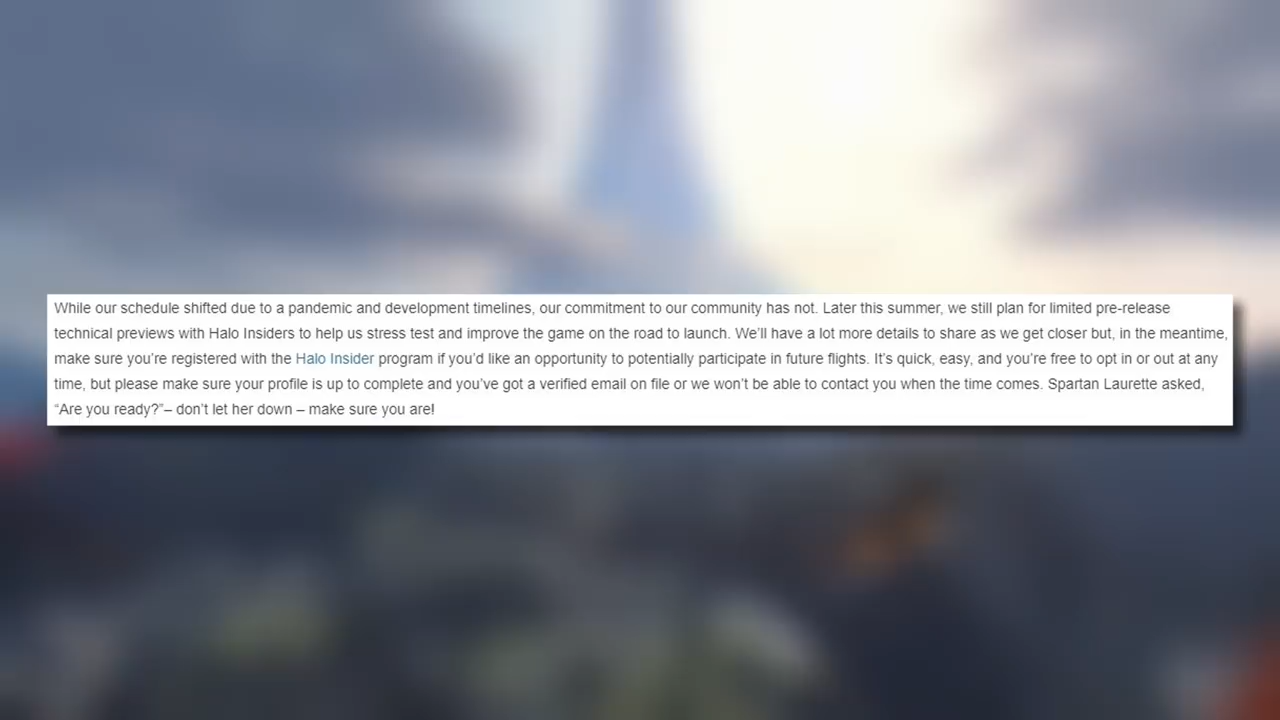 While our schedule shifted due to a pandemic and development timelines, our commitment to our community has not. Later this summer, we still plan for limited pre-release
technical previews with Halo Insiders to help us stress test and improve the game on the road to launch. We'll have a lot more details to share as we get closer but, in the meantime,
make sure you're registered with the Halo Insider program if you'd like an opportunity to potentially participate in future flights. It's quick, easy, and you're free to opt in or out at any
time, but please make sure your profile is up to complete and you've got a verified email on file or we won't be able to contact you when the time comes. Spartan Laurette asked,
“Are you ready?”– don't let her down – make sure you are!